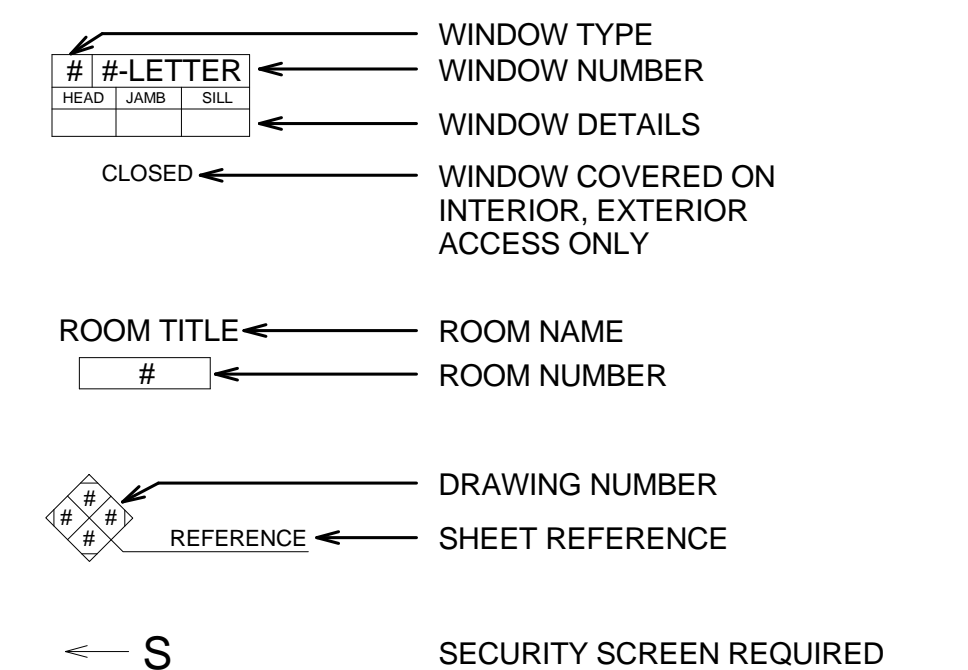 WINDOW TYPE
# #-LETTER WINDOW NUMBER
HEAD JAMB SILL
WINDOW DETAILS
CLOSED WINDOW COVERED ON
INTERIOR, EXTERIOR
ACCESS ONLY
ROOM TITLE ROOM NAME
# ROOM NUMBER
DRAWING NUMBER
#
# #
#
REFERENCE SHEET REFERENCE
S SECURITY SCREEN REQUIRED